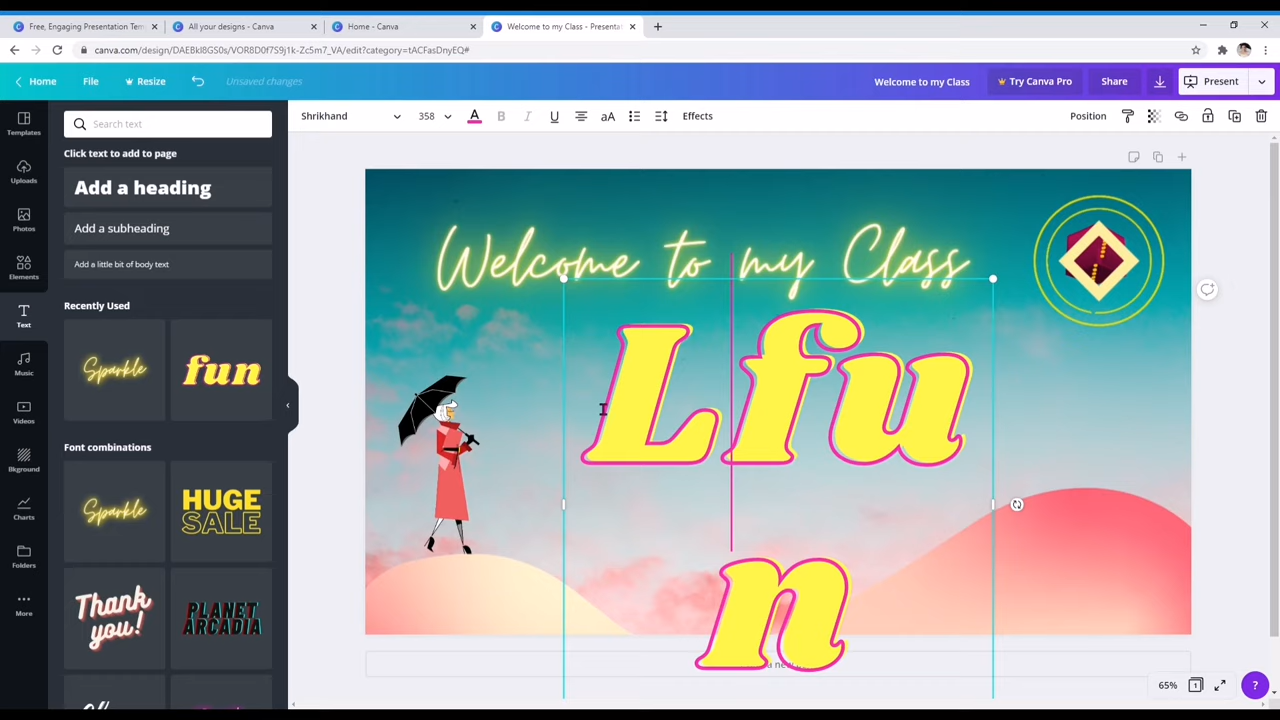 Free, Engaging Presentation Tem
All your designs - Canva
Home - Canva
Welcome to my Class - Presenta
canva.com/design/DAEBkI8GS0s/VOR8D0f7S9j1k-Zc5m7_VA/edit?category=tACFasDnyEQ#
Home
File
Resize
Unsaved changes
Welcome to my Class
Try Canva Pro
Share
Present
Shrikhand
358
A
B
I
U
aA
Effects
Position
Templates
Uploads
Photos
Elements
Text
Music
Videos
Bkground
Charts
Folders
More
Search text
Click text to add to page
Add a heading
Add a subheading
Add a little bit of body text
Recently Used
Sparkle
fun
Font combinations
Sparkle
HUGE
SALE
Thank
you!
PLANET
ARCADIA
Welcome to my Class
Lfu
n
65%
1
?